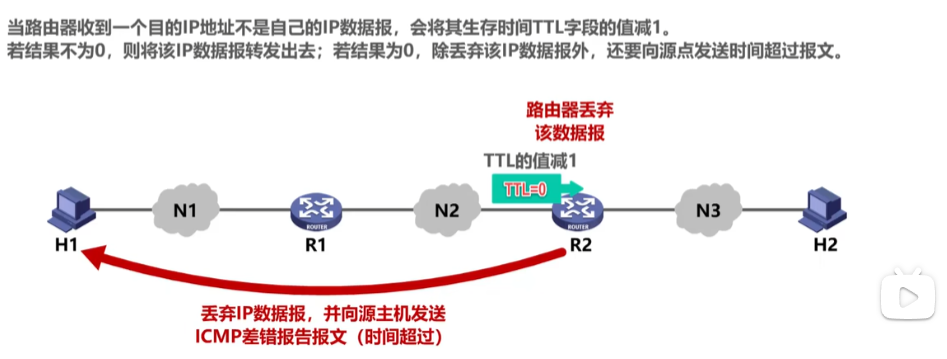 当路由器收到一个目的IP地址不是自己的IP数据报，会将其生存时间TTL字段的值减1。
若结果不为0，则将该IP数据报转发出去；若结果为0，除丢弃该IP数据报外，还要向源点发送时间超过报文。
路由器丢弃
该数据报
TTL的值减1
TTL=0
N1
N2
N3
ROUTER
ROUTER
H1
R1
R2
H2
丢弃IP数据报，并向源主机发送
ICMP差错报告报文（时间超过）